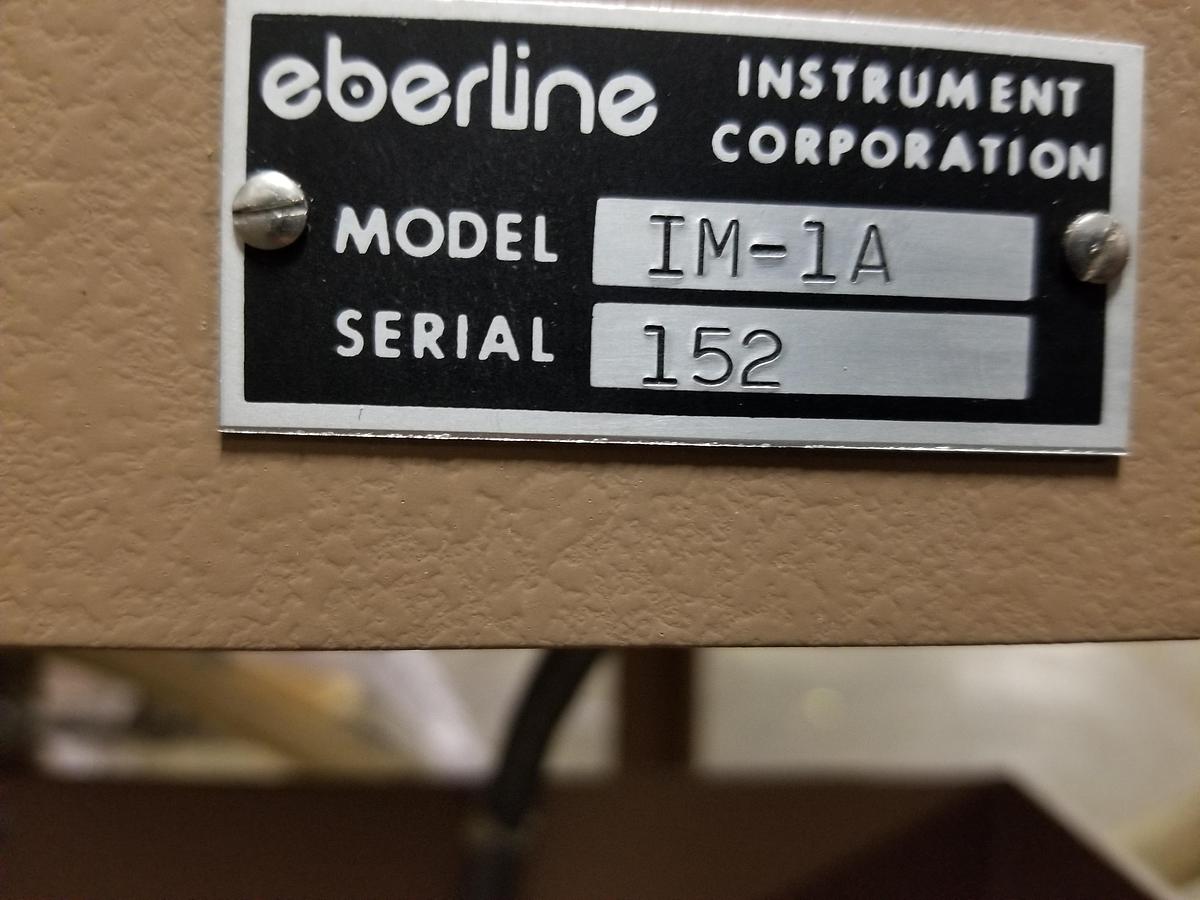 eberline INSTRUMENT
CORPORATION
MODEL IM-1A
SERIAL 152